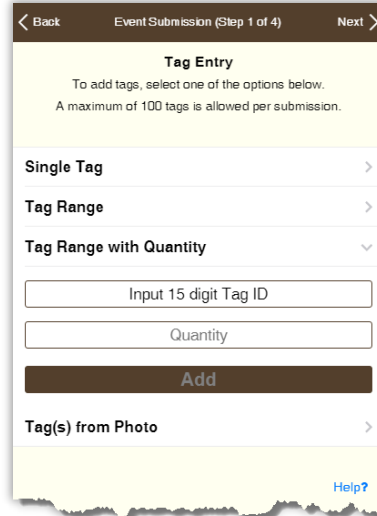 Back Event Submission (Step 1 of 4) Next
Tag Entry
To add tags, select one of the options below.
A maximum of 100 tags is allowed per submission.
Single Tag
Tag Range
Tag Range with Quantity
Input 15 digit Tag ID
Quantity
Add
Tag(s) from Photo
Help?